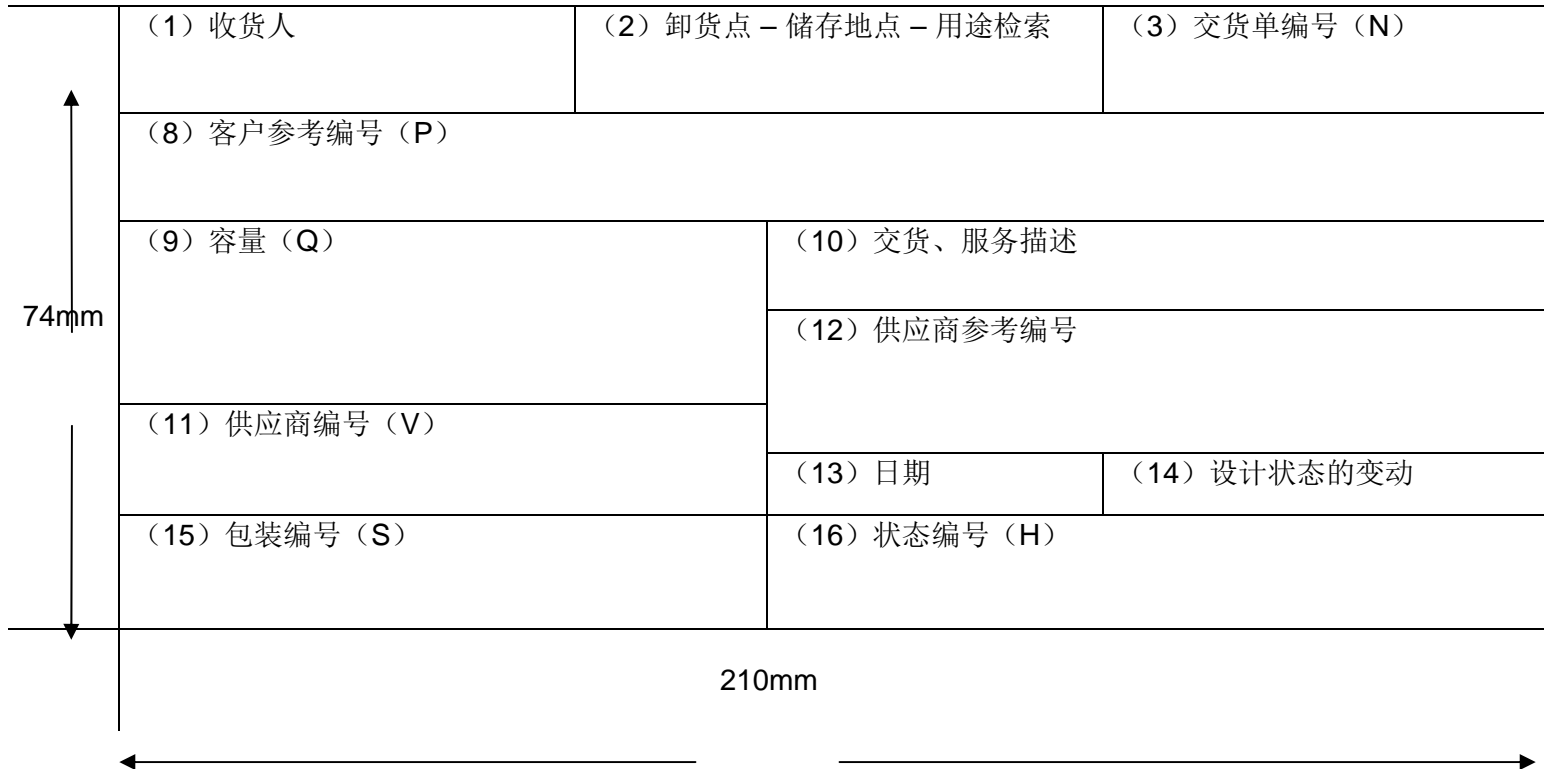 （1）收货人
（2）卸货点 – 储存地点 – 用途检索
（3）交货单编号（N）
（8）客户参考编号（P）
（9）容量（Q）
（10）交货、服务描述
74mm
（12）供应商参考编号
（11）供应商编号（V）
（13）日期
（14）设计状态的变动
（15）包装编号（S）
（16）状态编号（H）
210mm